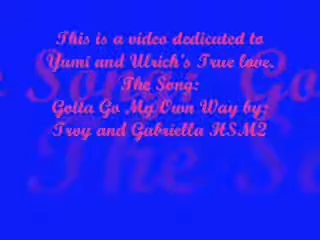 This is a video dedicated to
Yumi and Ulrich's True love.
The Song:
Gotta Go My Own Way by:
Troy and Gabriella HSM2